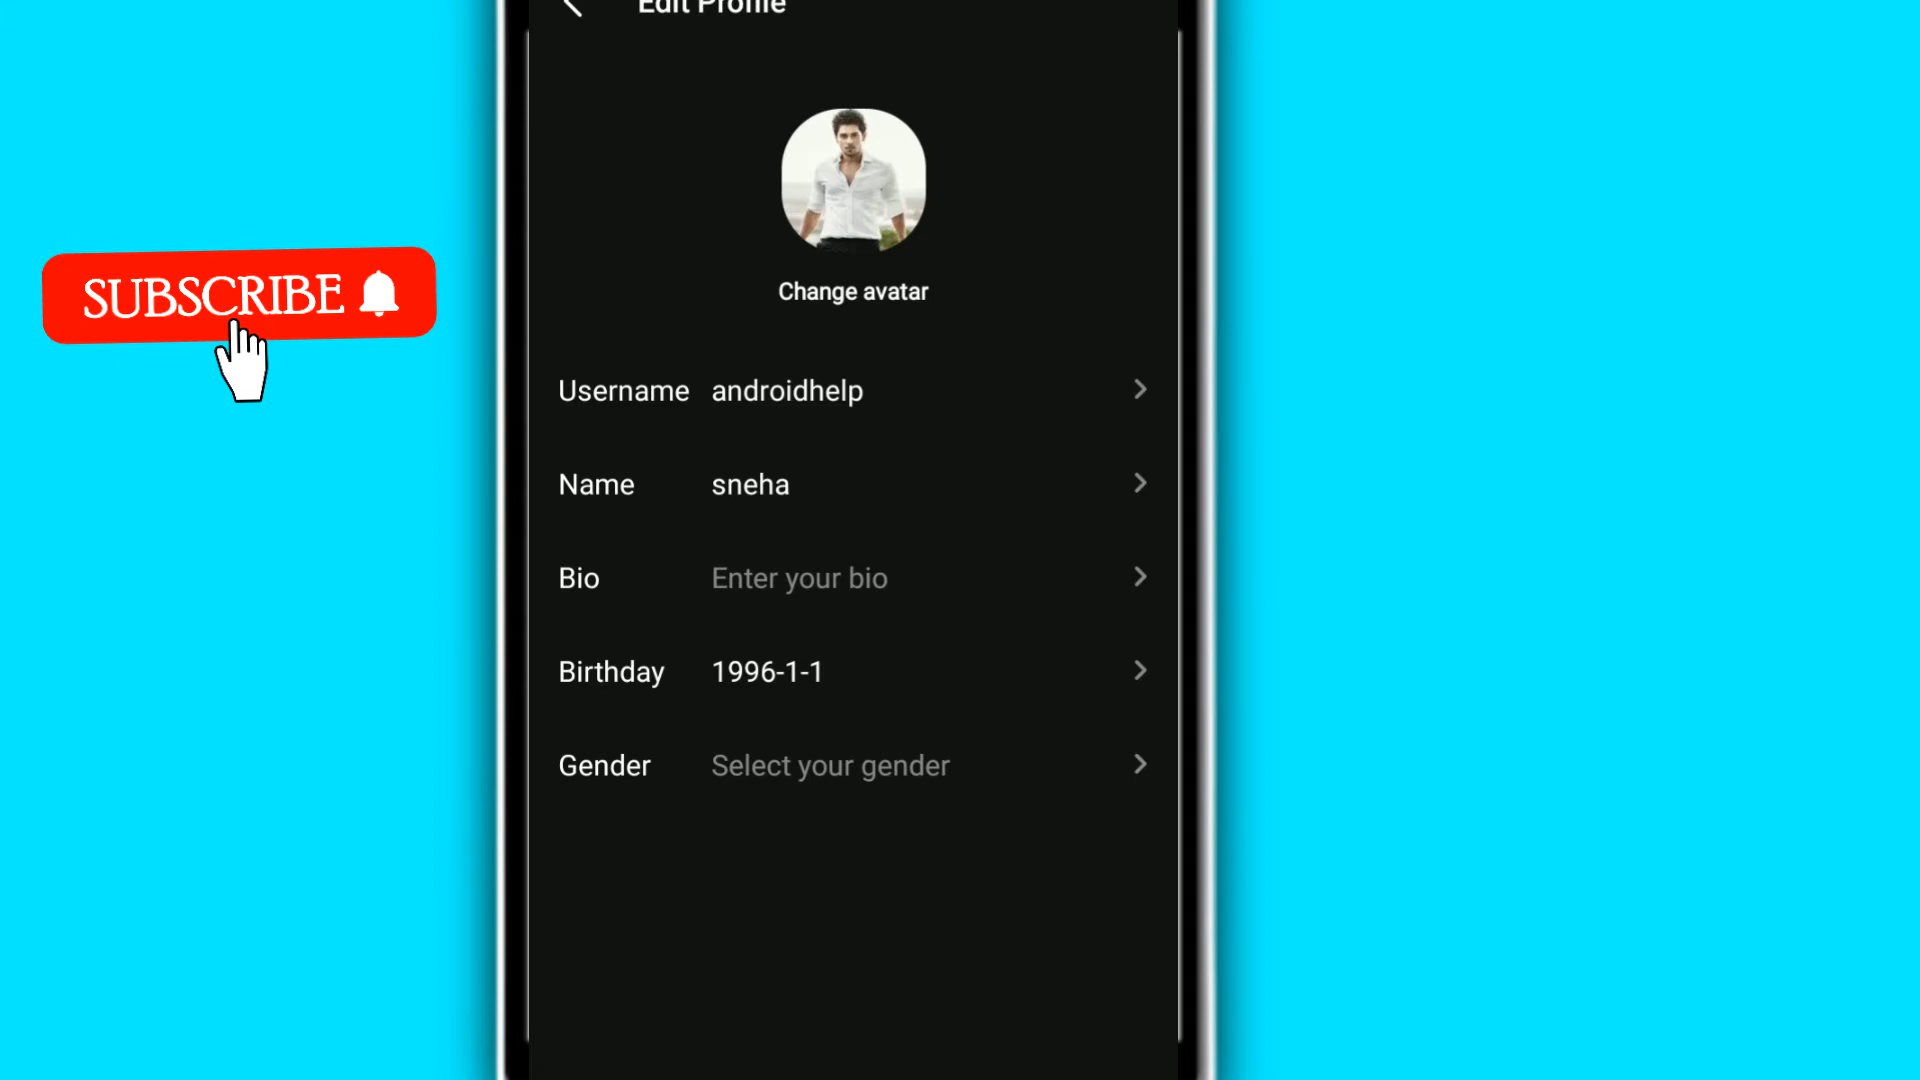 Edit Profile
SUBSCRIBE
Change avatar
Username androidhelp
Name sneha
Bio Enter your bio
Birthday 1996-1-1
Gender Select your gender